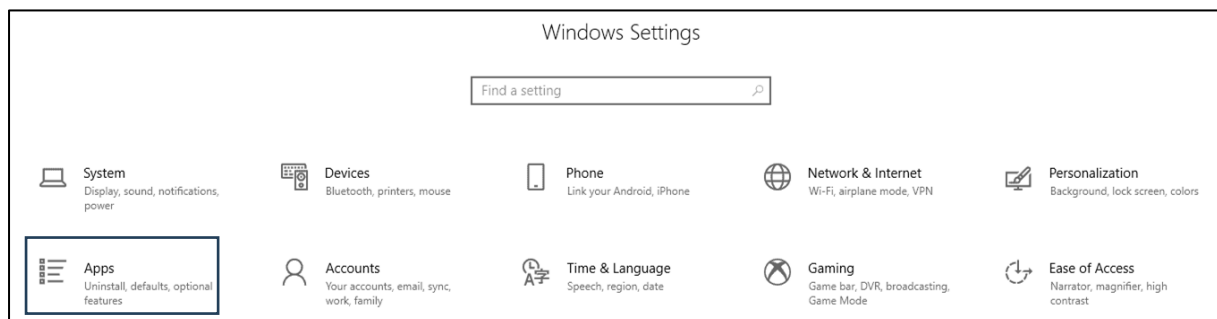 Windows Settings
Find a setting
System
Display, sound, notifications,
power
Devices
Bluetooth, printers, mouse
Phone
Link your Android, iPhone
Network & Internet
Wi-Fi, airplane mode, VPN
Personalization
Background, lock screen, colors
Apps
Uninstall, defaults, optional
features
Accounts
Your accounts, email, sync,
work, family
Time & Language
Speech, region, date
Gaming
Game bar, DVR, broadcasting,
Game Mode
Ease of Access
Narrator, magnifier, high
contrast